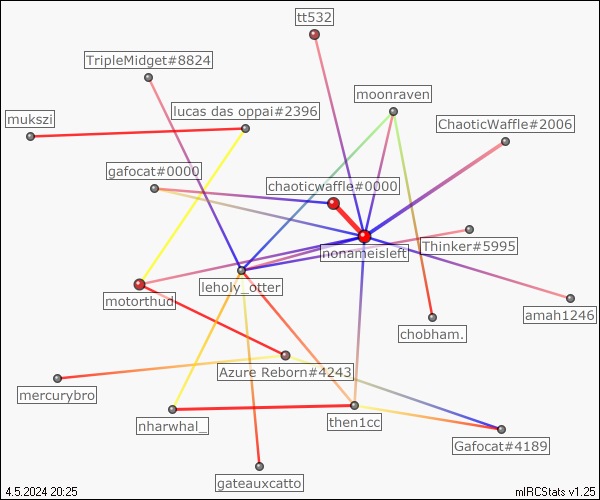 tt532
TripleMidget#8824
moonraven
lucas das oppai#2396
mukszi
ChaoticWaffle#2006
gafocat#0000
chaoticwaffle#0000
Thinker#5995
nonameisleft
leholy_otter
motorthud
amah1246
chobham.
Azure Reborn#4243
mercurybro
then1cc
nharwhal_
Gafocat#4189
gateauxcatto
4.5.2024 20:25
mIRCStats v1.25